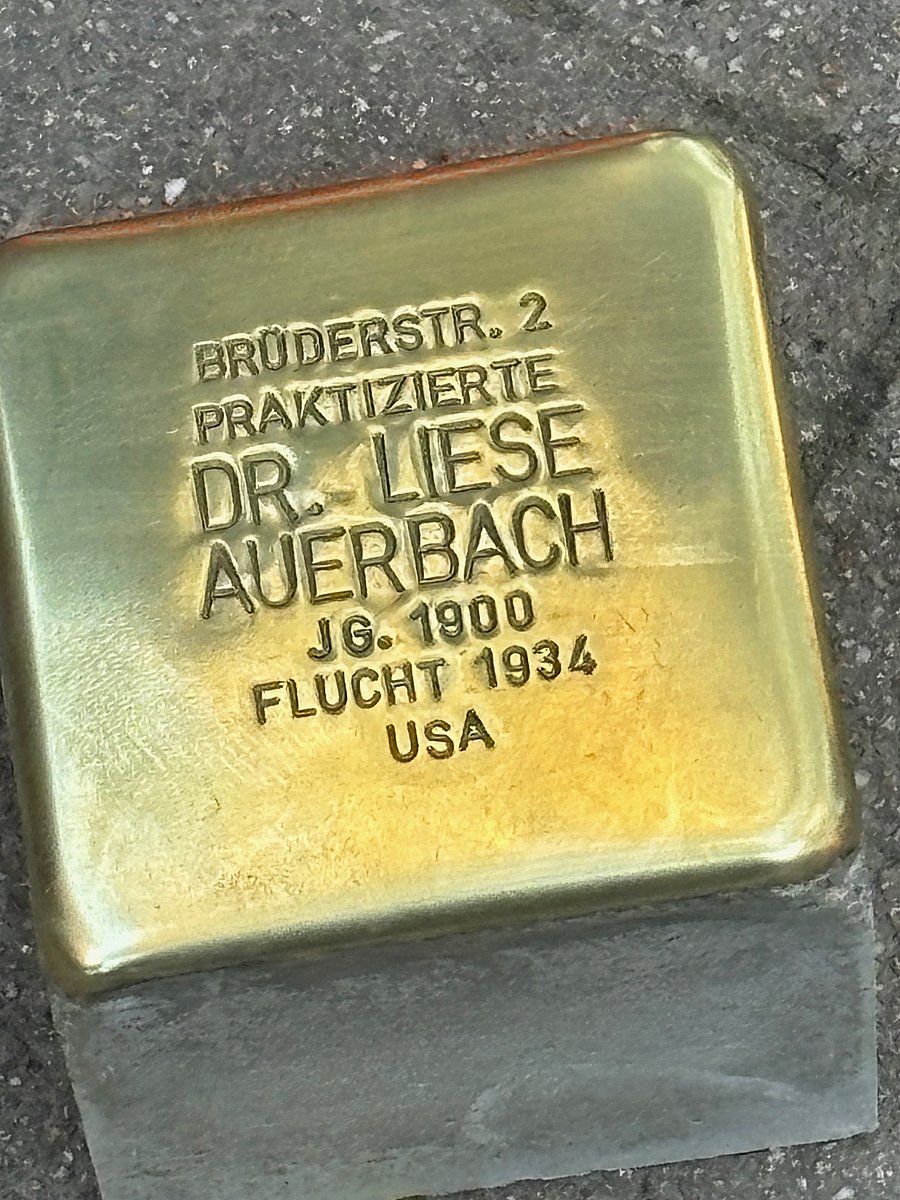 BRÜDERSTR. 2
PRAKTIZIERTE
DR. LIESE
AUERBACH
JG. 1900
FLUCHT 1934
USA